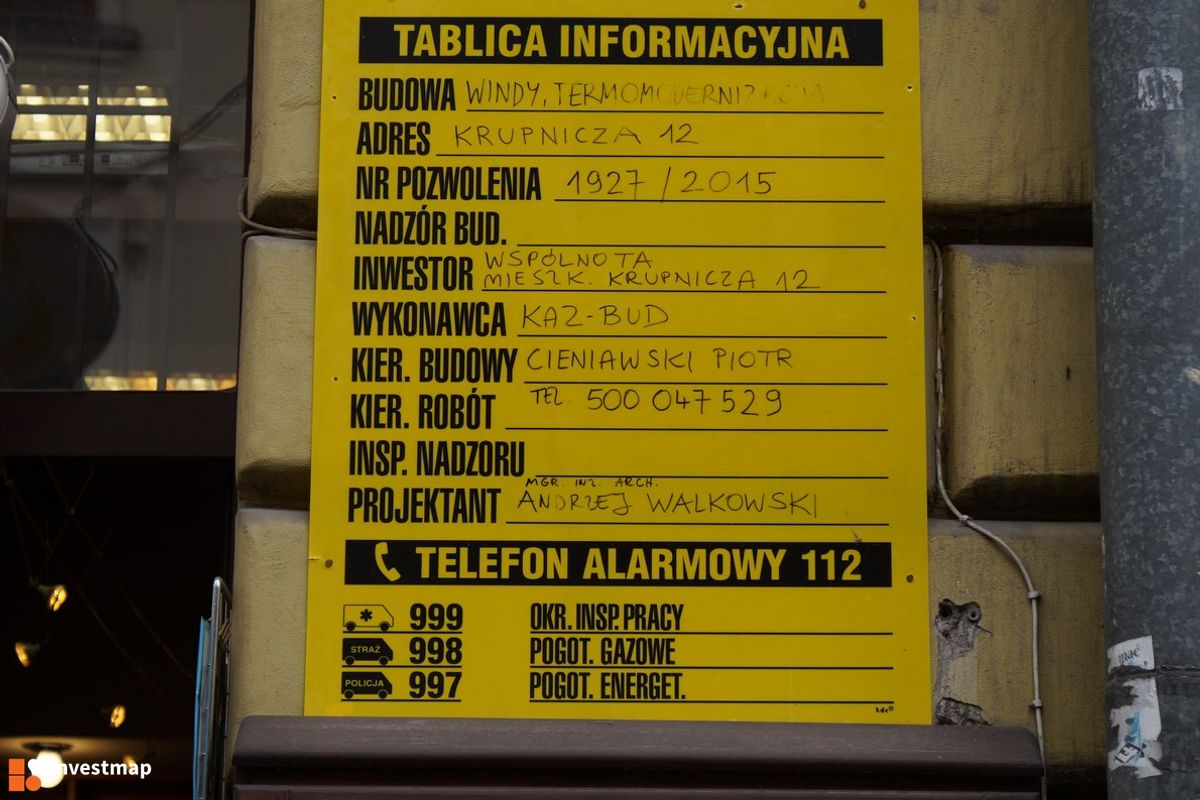 TABLICA INFORMACYJNA
BUDOWA WINDY, TERMOMODERNIZACJA
ADRES KRUPNICZA 12
NR POZWOLENIA 1927/2015
NADZÓR BUD.
INWESTOR WSPÓLNOTA
MIESZK. KRUPNICZA 12
WYKONAWCA KAZ-BUD
KIER. BUDOWY CIENIAWSKI PIOTR
KIER. ROBÓT TEL. 500 047 529
INSP. NADZORU
MGR. INŻ. ARCH.
PROJEKTANT ANDRZEJ WALKOWSKI
TELEFON ALARMOWY 112
999 OKR. INSP. PRACY
STRAŻ 998 POGOT. GAZOWE
POLICJA 997 POGOT. ENERGET.
tdc®
investmap